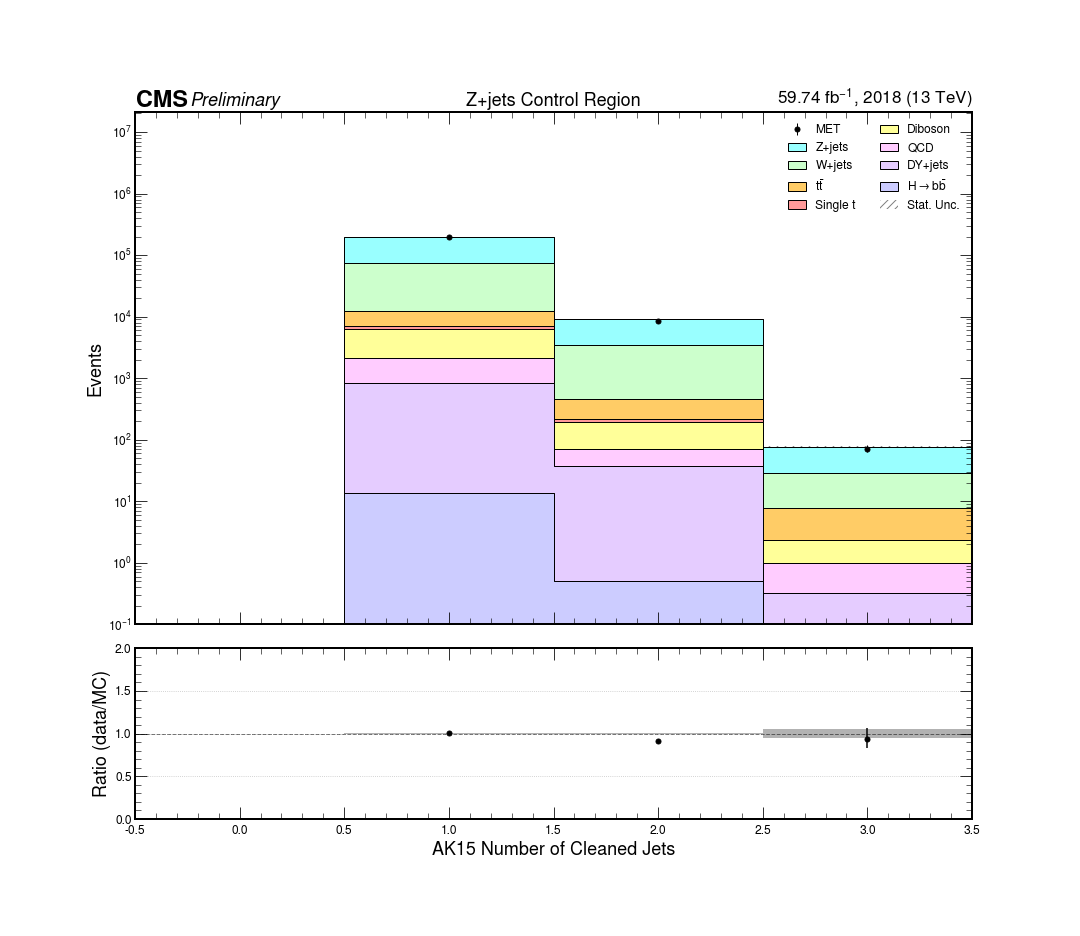 CMS Preliminary Z+jets Control Region 59.74 fb⁻¹, 2018 (13 TeV)
MET Diboson
Z+jets QCD
W+jets DY+jets
tt̄ H→bb̄
Single t Stat. Unc.
Events
10⁷
10⁶
10⁵
10⁴
10³
10²
10¹
10⁰
10⁻¹
Ratio (data/MC)
2.0
1.5
1.0
0.5
0.0
-0.5 0.0 0.5 1.0 1.5 2.0 2.5 3.0 3.5
AK15 Number of Cleaned Jets